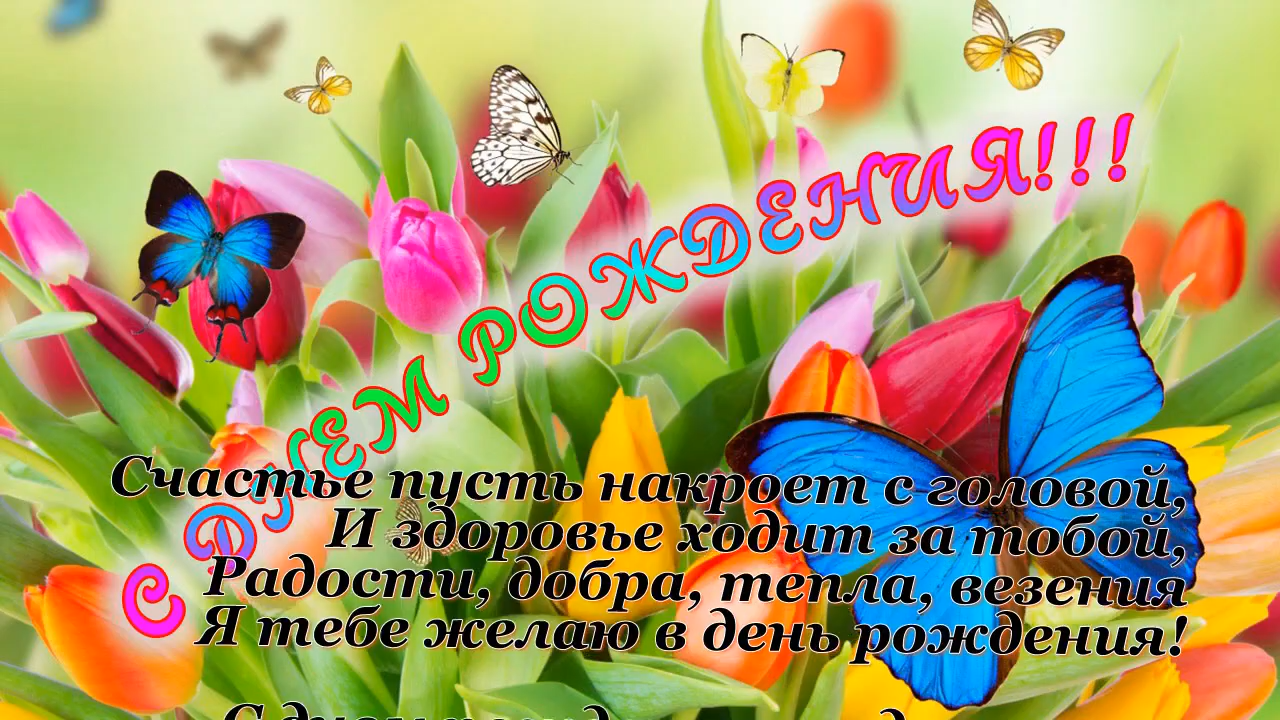 С ДНЕМ РОЖДЕНИЯ!!!
Счастье пусть накроет с головой,
И здоровье ходит за тобой,
Радости, добра, тепла, везения
Я тебе желаю в день рождения!